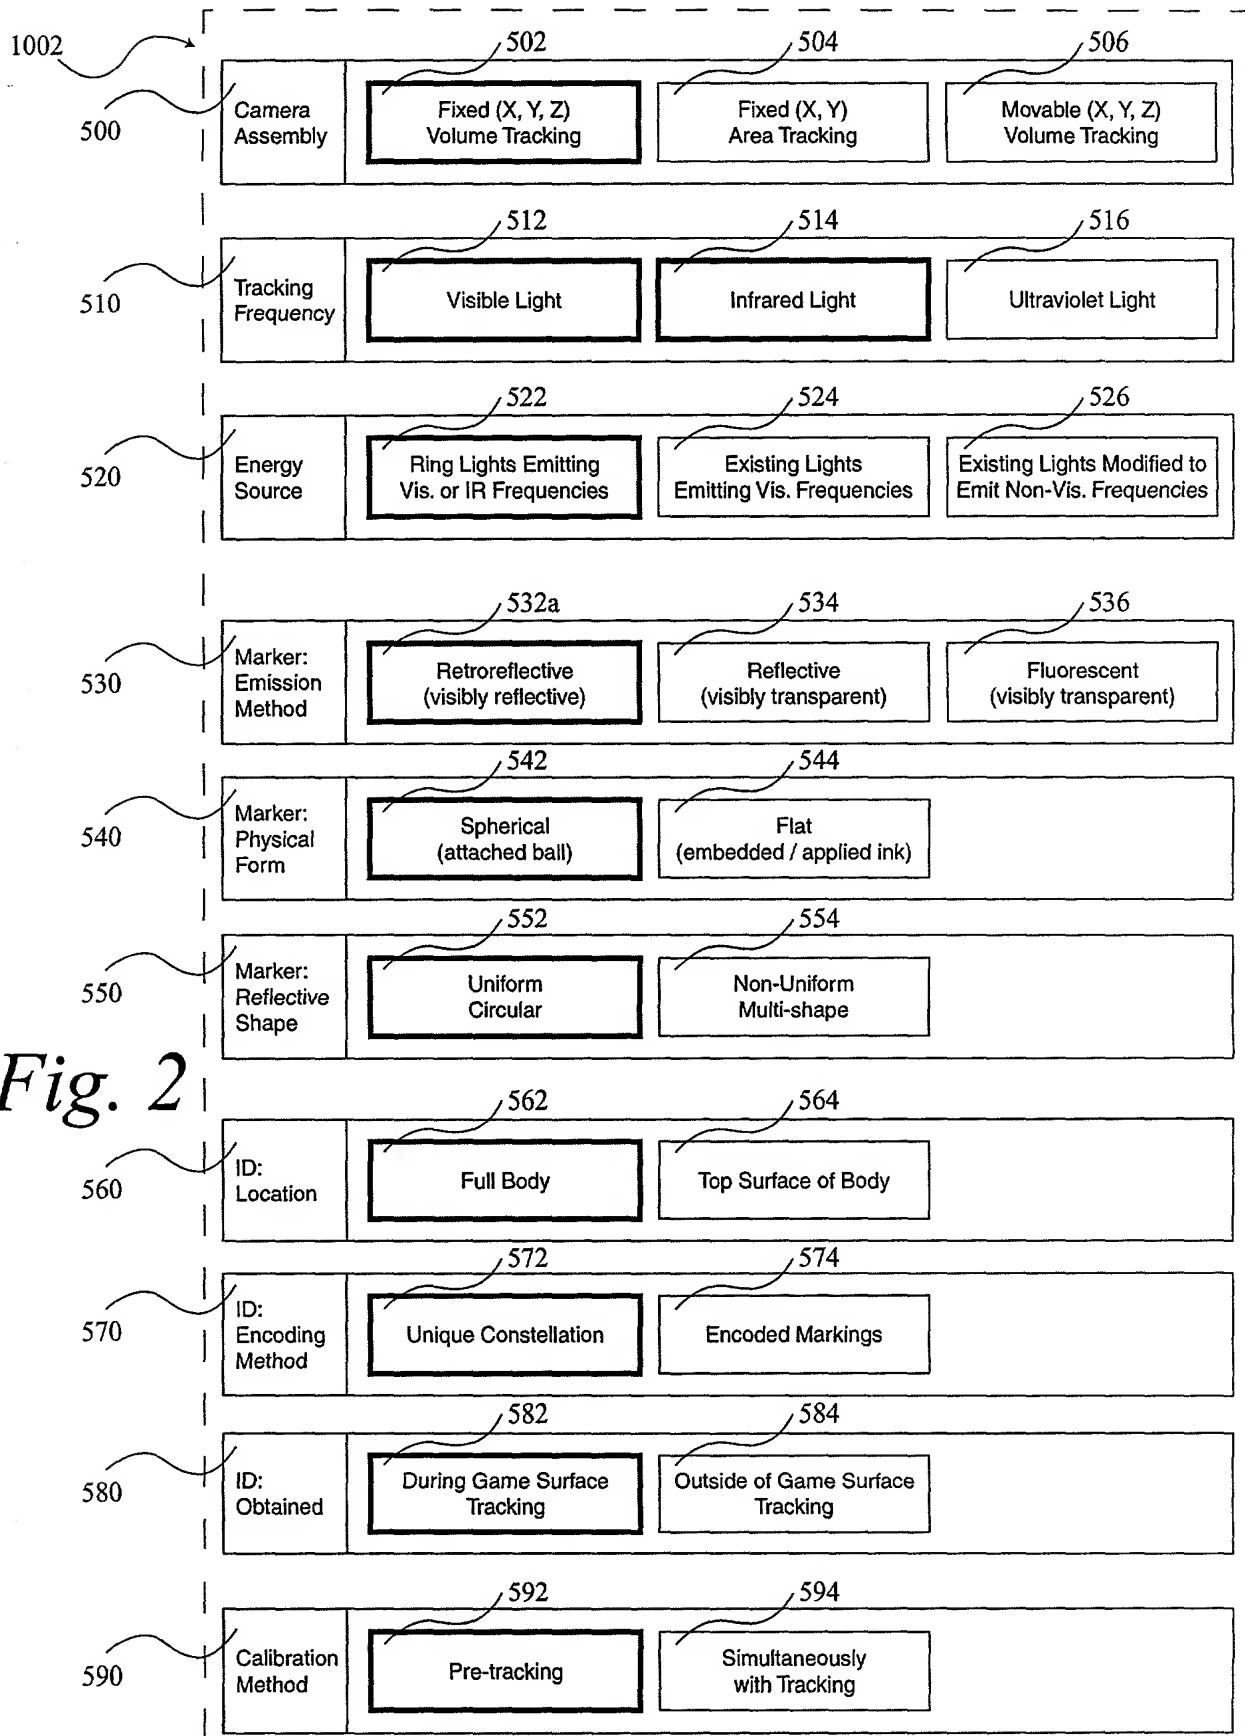 1002
502
504
506
500
Camera
Assembly
Fixed (X, Y, Z)
Volume Tracking
Fixed (X, Y)
Area Tracking
Movable (X, Y, Z)
Volume Tracking
512
514
516
510
Tracking
Frequency
Visible Light
Infrared Light
Ultraviolet Light
522
524
526
520
Energy
Source
Ring Lights Emitting
Vis. or IR Frequencies
Existing Lights
Emitting Vis. Frequencies
Existing Lights Modified to
Emit Non-Vis. Frequencies
532a
534
536
530
Marker:
Emission
Method
Retroreflective
(visibly reflective)
Reflective
(visibly transparent)
Fluorescent
(visibly transparent)
542
544
540
Marker:
Physical
Form
Spherical
(attached ball)
Flat
(embedded / applied ink)
552
554
550
Marker:
Reflective
Shape
Uniform
Circular
Non-Uniform
Multi-shape
Fig. 2
562
564
560
ID:
Location
Full Body
Top Surface of Body
572
574
570
ID:
Encoding
Method
Unique Constellation
Encoded Markings
582
584
580
ID:
Obtained
During Game Surface
Tracking
Outside of Game Surface
Tracking
592
594
590
Calibration
Method
Pre-tracking
Simultaneously
with Tracking